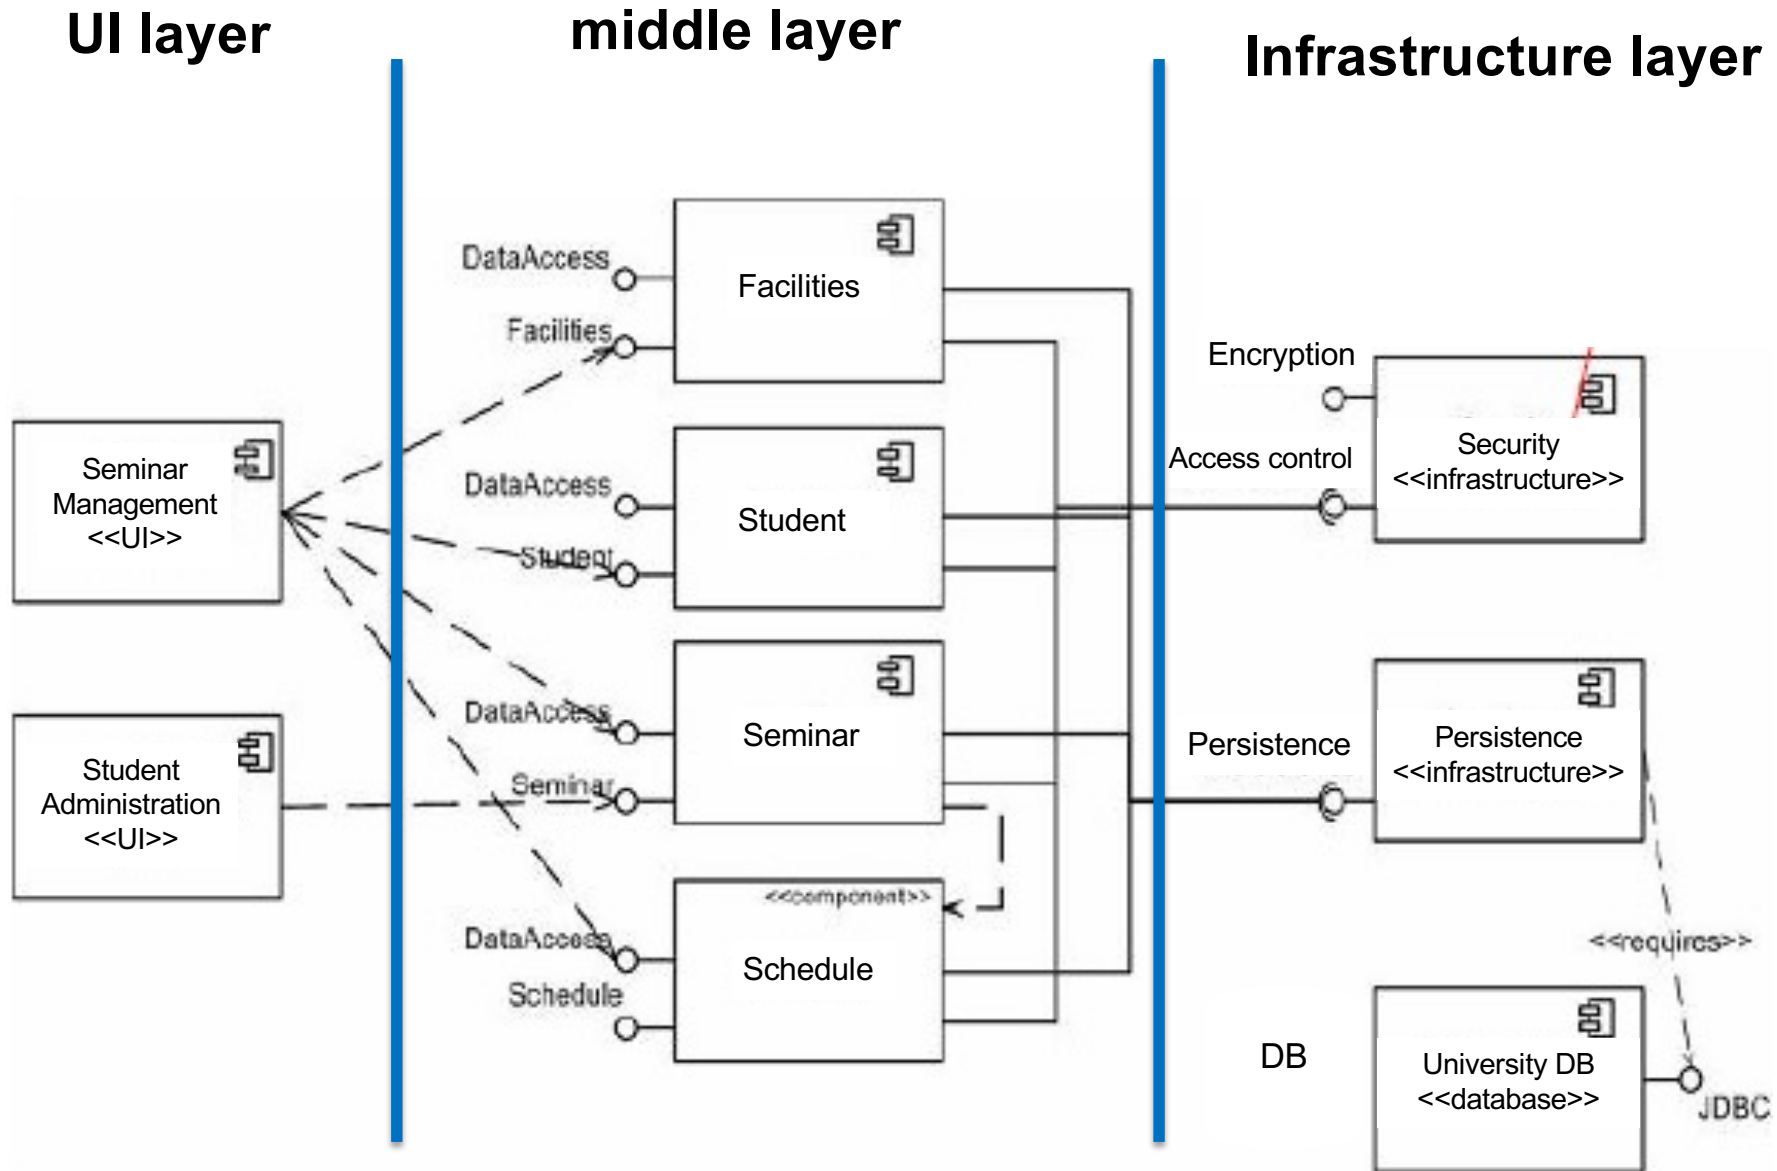 UI layer
middle layer
Infrastructure layer
Seminar
Management
<<UI>>
Student
Administration
<<UI>>
DataAccess
Facilities
Facilities
DataAccess
Student
Student
DataAccess
Seminar
Seminar
<<component>>
DataAccess
Schedule
Schedule
Encryption
Access control
Security
<<infrastructure>>
Persistence
Persistence
<<infrastructure>>
<<requires>>
DB
University DB
<<database>>
JDBC